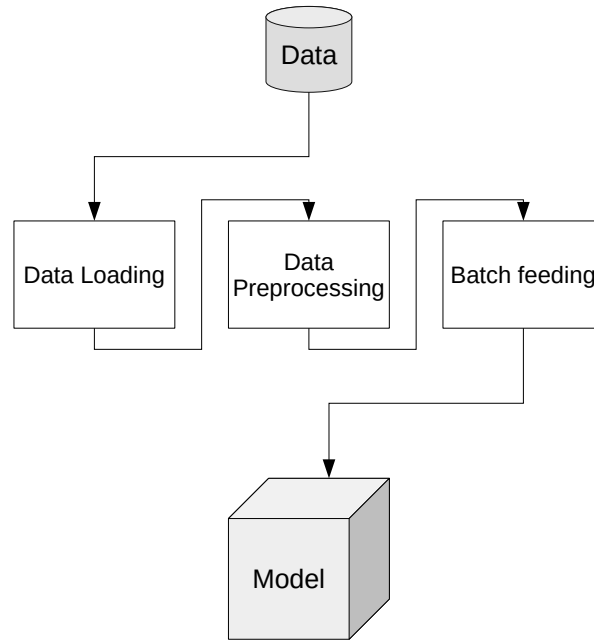 Data
Data Loading
Data
Preprocessing
Batch feeding
Model